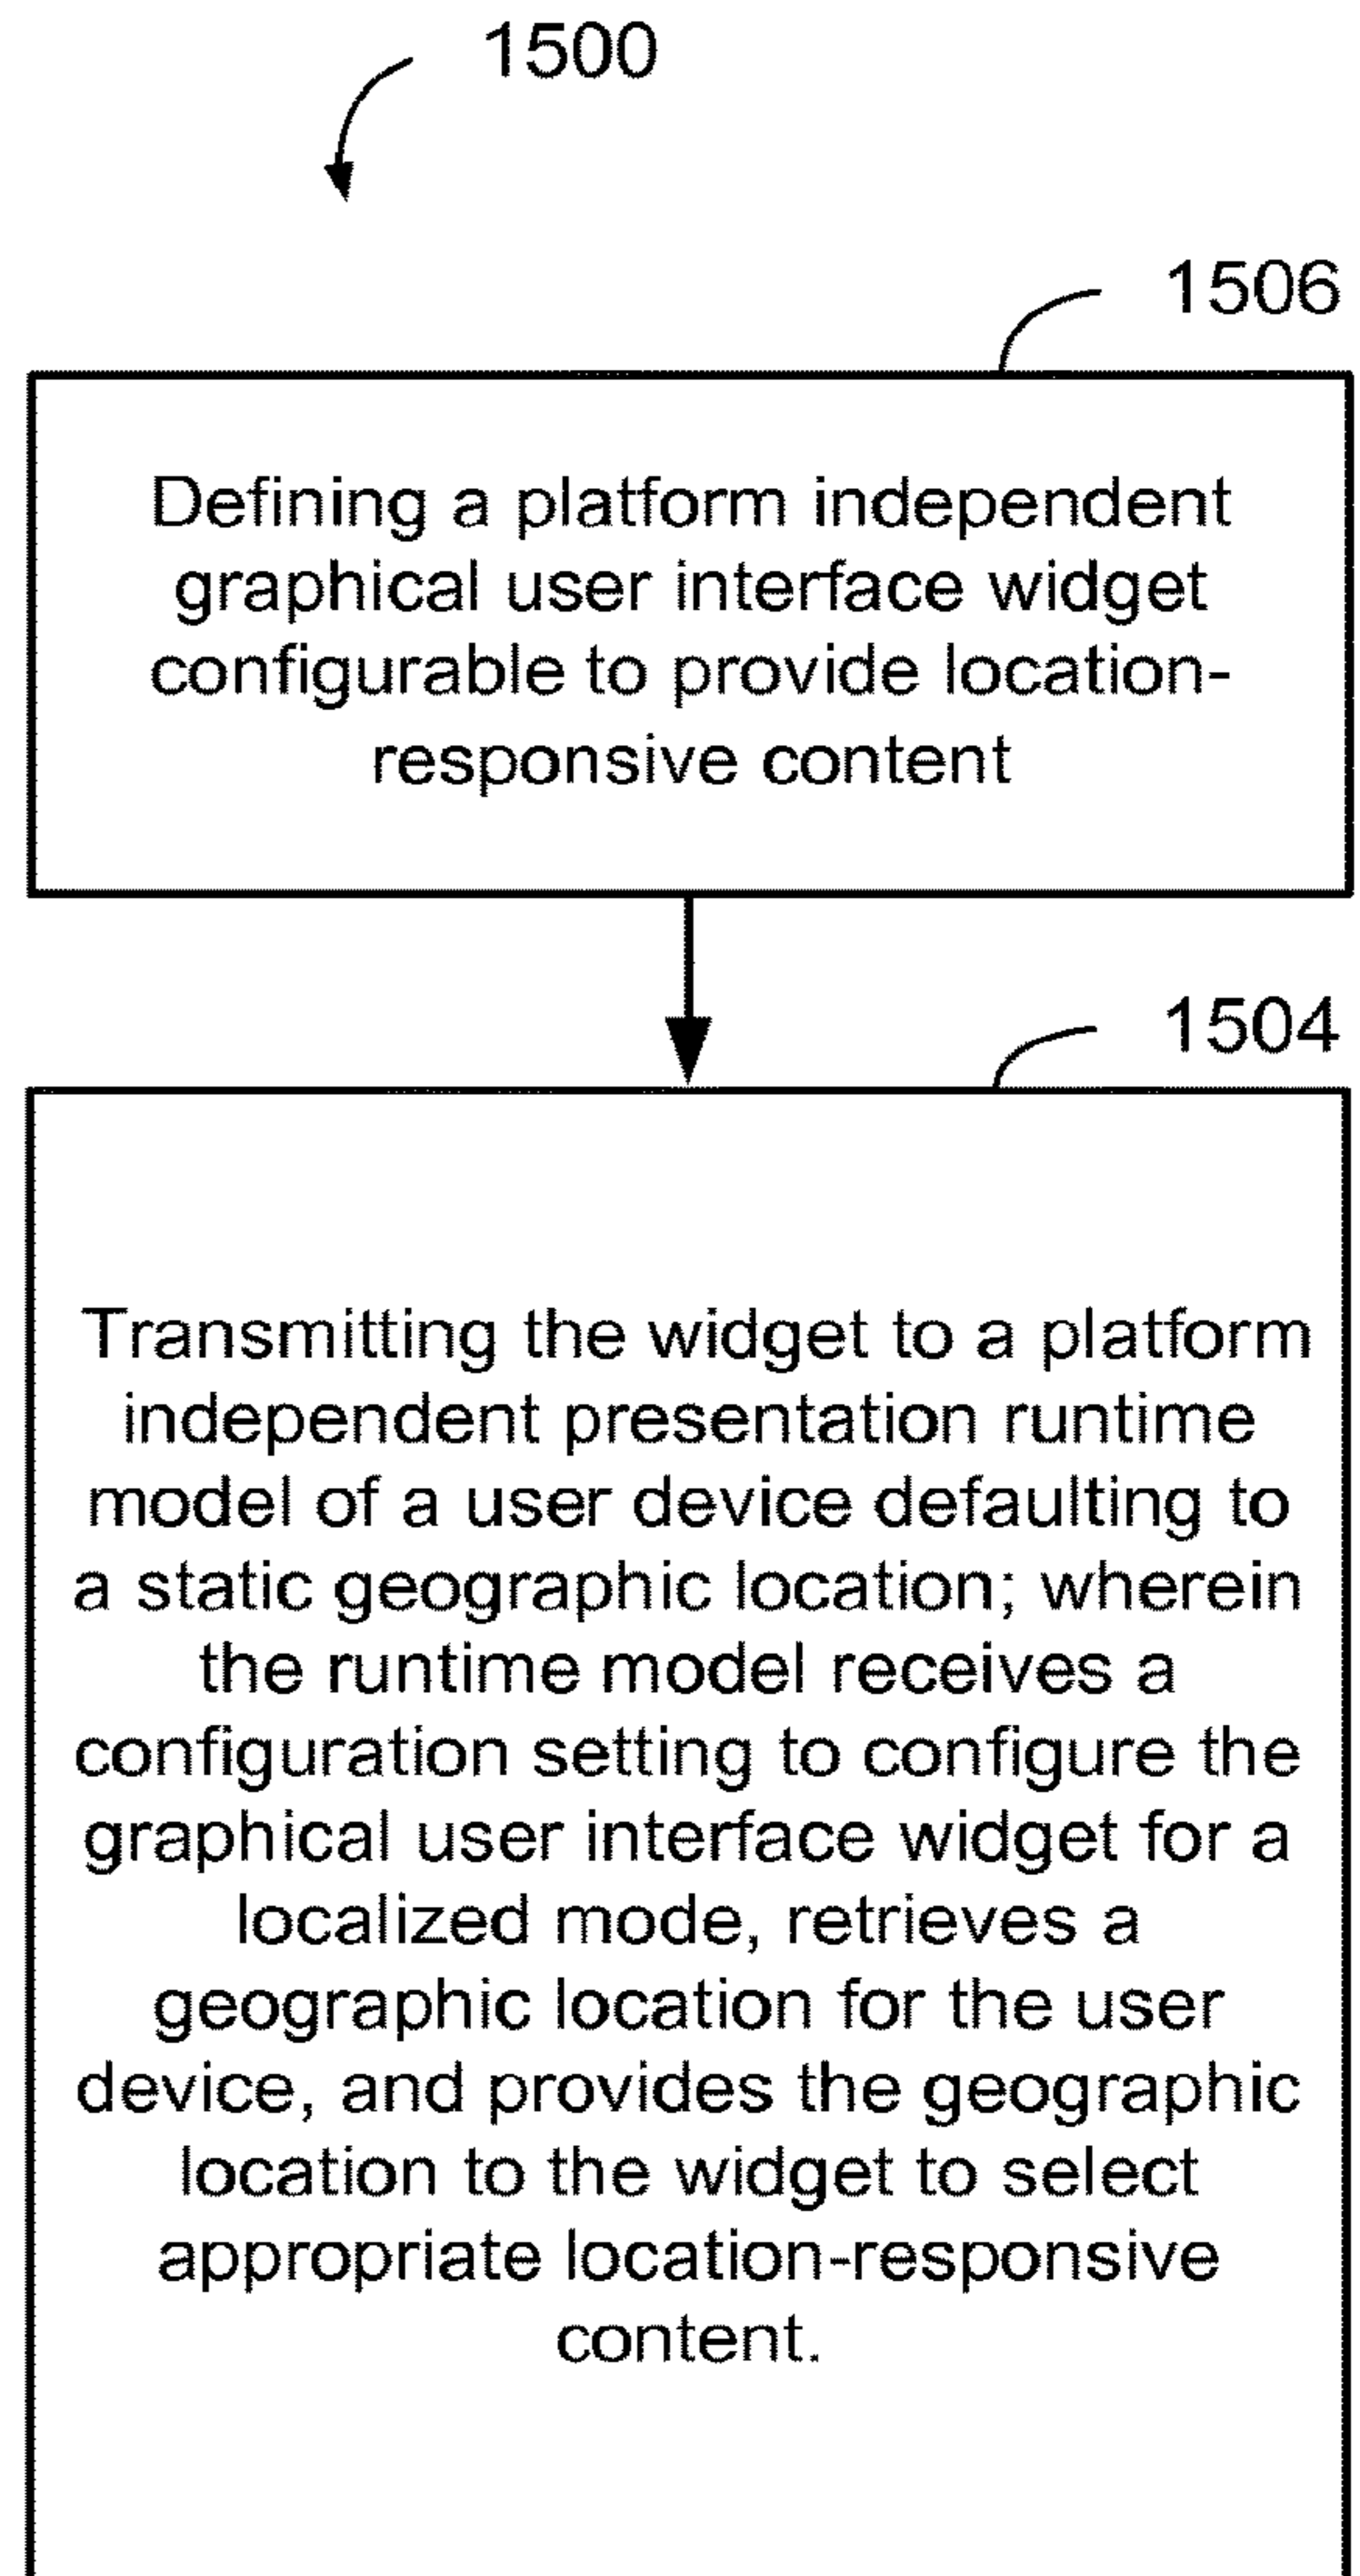 1500
1506
Defining a platform independent
graphical user interface widget
configurable to provide location-
responsive content
1504
Transmitting the widget to a platform
independent presentation runtime
model of a user device defaulting to
a static geographic location; wherein
the runtime model receives a
configuration setting to configure the
graphical user interface widget for a
localized mode, retrieves a
geographic location for the user
device, and provides the geographic
location to the widget to select
appropriate location-responsive
content.